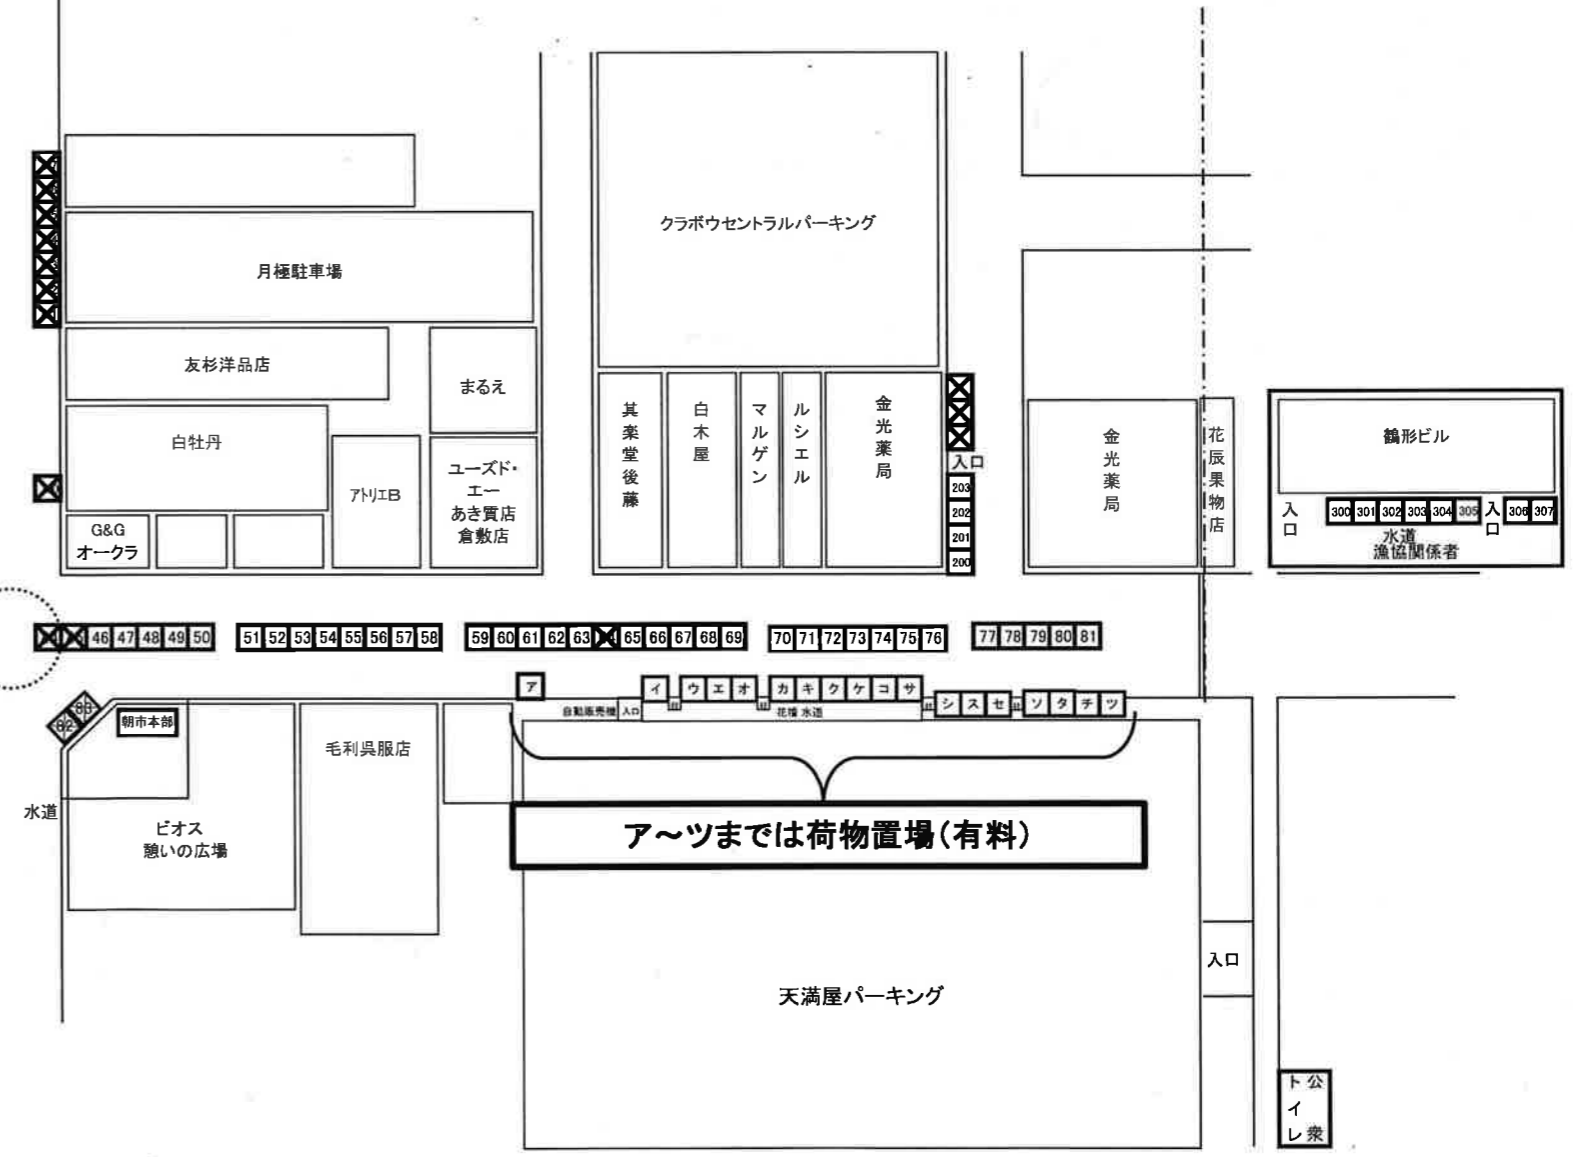 クラボウセントラルパーキング
月極駐車場
友杉洋品店
まるえ
白牡丹
アトリエB
ユーズド・
エー
あき質店
倉敷店
G&G
オークラ
其楽堂後藤
白木屋
マルゲン
ルシエル
金光薬局
入口
203
202
201
200
金光薬局
花辰果物店
鶴形ビル
入口
300 301 302 303 304 305
入口
306 307
水道
漁協関係者
46 47 48 49 50
51 52 53 54 55 56 57 58
59 60 61 62 63 65 66 67 68 69
70 71 72 73 74 75 76
77 78 79 80 81
ア
イ
ウ エ オ
カ キ ク ケ コ サ
シ ス セ
ソ タ チ ツ
自動販売機
入口
花壇 水道
82 83
朝市本部
毛利呉服店
水道
ビオス
憩いの広場
ア～ツまでは荷物置場(有料)
天満屋パーキング
入口
公衆
トイレ